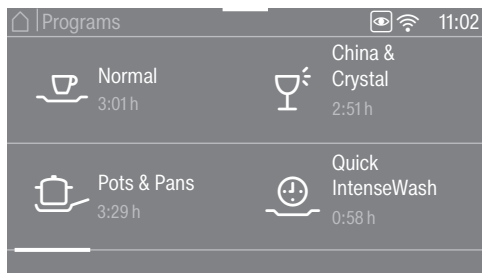 Programs 11:02
Normal
3:01 h
China &
Crystal
2:51 h
Pots & Pans
3:29 h
Quick
IntenseWash
0:58 h